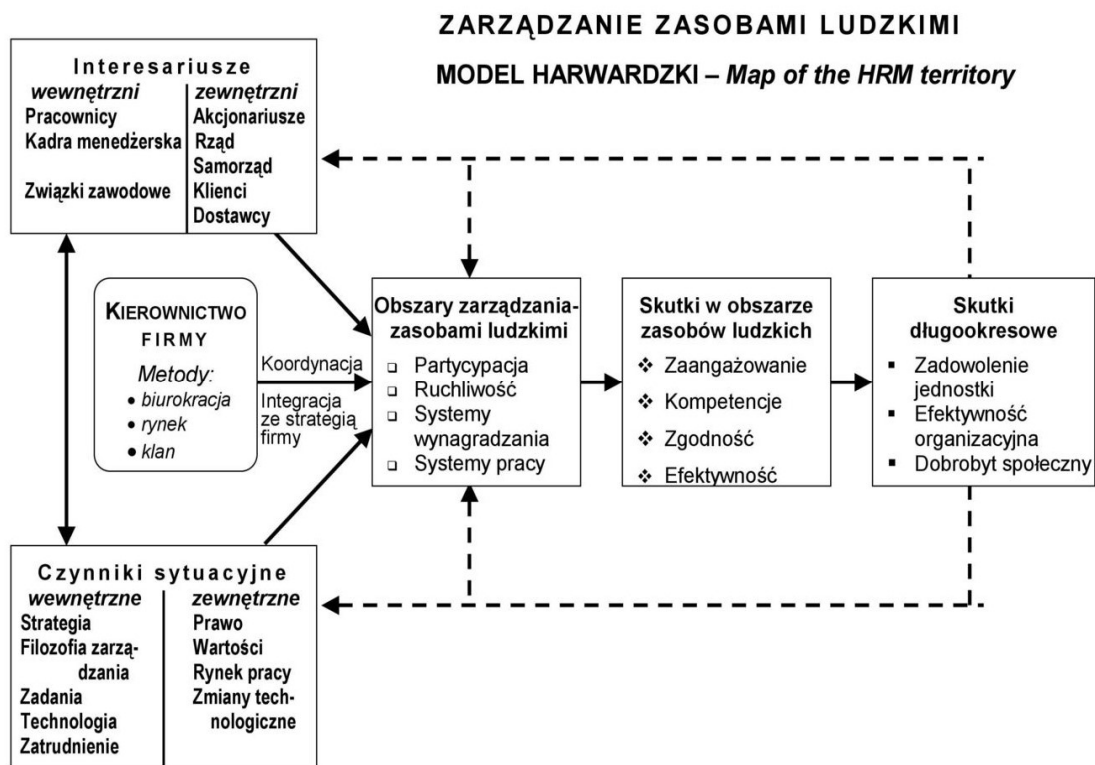 ZARZĄDZANIE ZASOBAMI LUDZKIMI
MODEL HARWARDZKI – Map of the HRM territory
Interesariusze
wewnętrzni
Pracownicy
Kadra menedżerska
Związki zawodowe
zewnętrzni
Akcjonariusze
Rząd
Samorząd
Klienci
Dostawcy
KIEROWNICTWO
FIRMY
Metody:
• biurokracja
• rynek
• klan
Koordynacja
Integracja
ze strategią
firmy
Obszary zarządzania-
zasobami ludzkimi
❑ Partycypacja
❑ Ruchliwość
❑ Systemy
wynagradzania
❑ Systemy pracy
Skutki w obszarze
zasobów ludzkich
❖ Zaangażowanie
❖ Kompetencje
❖ Zgodność
❖ Efektywność
Skutki
długookresowe
▪ Zadowolenie
jednostki
▪ Efektywność
organizacyjna
▪ Dobrobyt społeczny
Czynniki sytuacyjne
wewnętrzne
Strategia
Filozofia zarzą-
dzania
Zadania
Technologia
Zatrudnienie
zewnętrzne
Prawo
Wartości
Rynek pracy
Zmiany tech-
nologiczne